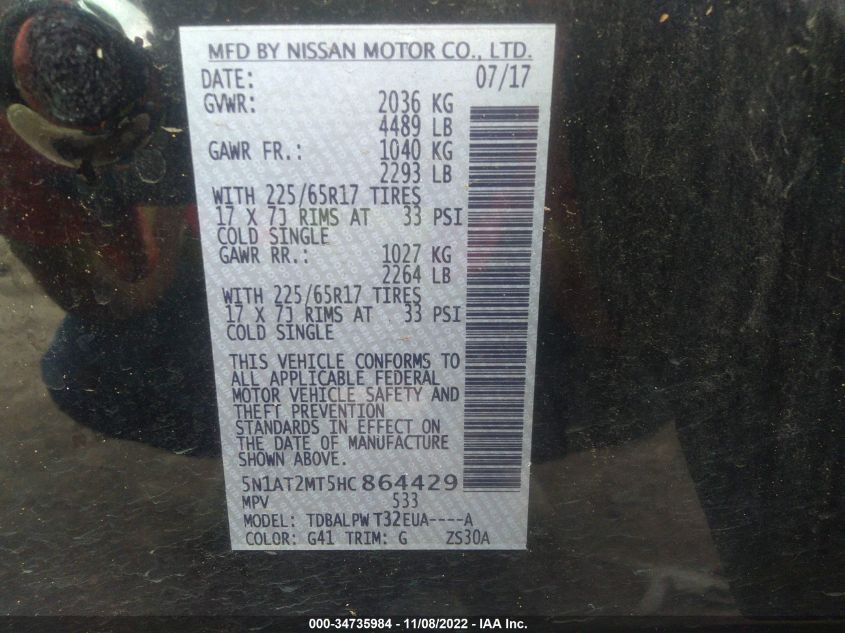 MFD BY NISSAN MOTOR CO., LTD.
DATE: 07/17
GVWR: 2036 KG
4489 LB
GAWR FR.: 1040 KG
2293 LB
WITH 225/65R17 TIRES
17 X 7J RIMS AT 33 PSI
COLD SINGLE
GAWR RR.: 1027 KG
2264 LB
WITH 225/65R17 TIRES
17 X 7J RIMS AT 33 PSI
COLD SINGLE
THIS VEHICLE CONFORMS TO
ALL APPLICABLE FEDERAL
MOTOR VEHICLE SAFETY AND
THEFT PREVENTION
STANDARDS IN EFFECT ON
THE DATE OF MANUFACTURE
SHOWN ABOVE.
5N1AT2MT5HC864429
MPV 533
MODEL: TDBALPW T32EUA----A
COLOR: G41 TRIM: G ZS30A
000-34735984 - 11/08/2022 - IAA Inc.